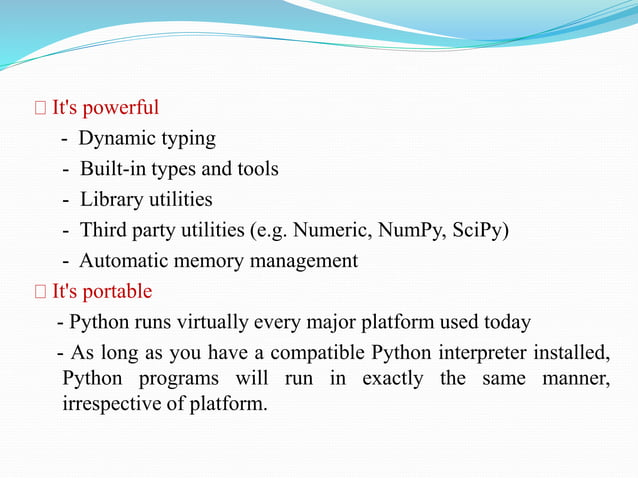 It's powerful
- Dynamic typing
- Built-in types and tools
- Library utilities
- Third party utilities (e.g. Numeric, NumPy, SciPy)
- Automatic memory management
It's portable
- Python runs virtually every major platform used today
- As long as you have a compatible Python interpreter installed,
Python programs will run in exactly the same manner,
irrespective of platform.